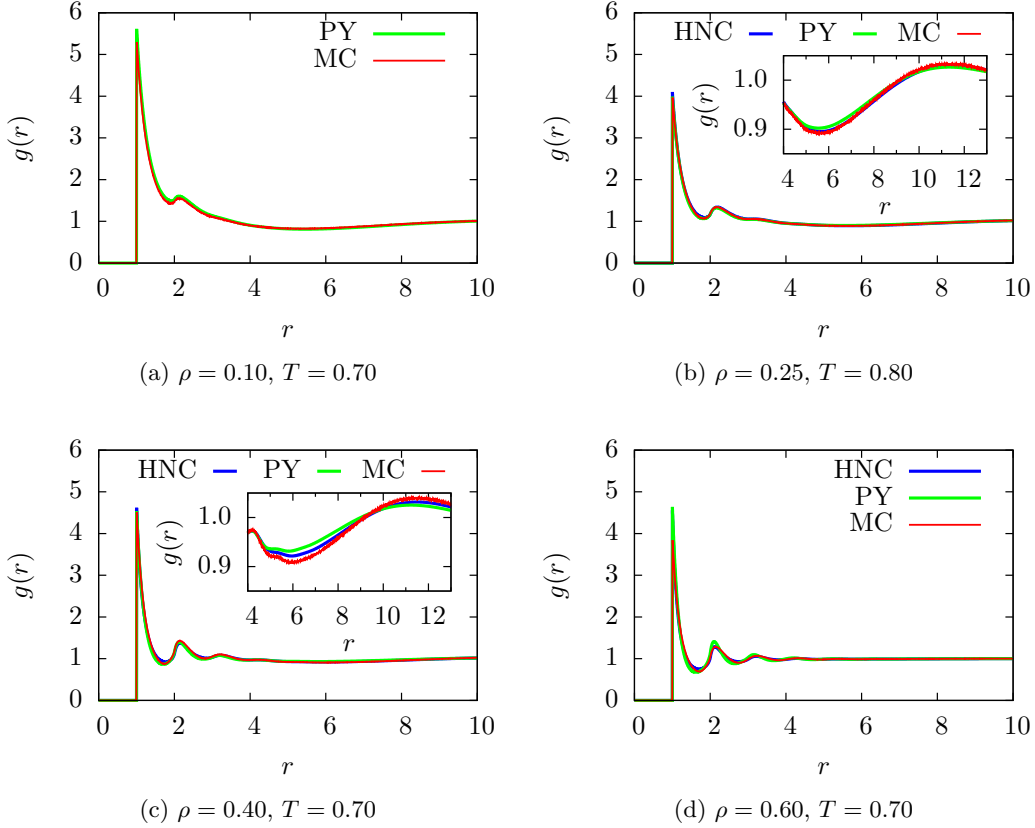 6
5
4
3
2
1
0
g(r)
PY
MC
0 2 4 6 8 10
r
(a) ρ = 0.10, T = 0.70
6
5
4
3
2
1
0
g(r)
HNC PY MC
1.0
0.9
g(r)
4 6 8 10 12
r
0 2 4 6 8 10
r
(b) ρ = 0.25, T = 0.80
6
5
4
3
2
1
0
g(r)
HNC PY MC
1.0
0.9
g(r)
4 6 8 10 12
r
0 2 4 6 8 10
r
(c) ρ = 0.40, T = 0.70
6
5
4
3
2
1
0
g(r)
HNC
PY
MC
0 2 4 6 8 10
r
(d) ρ = 0.60, T = 0.70